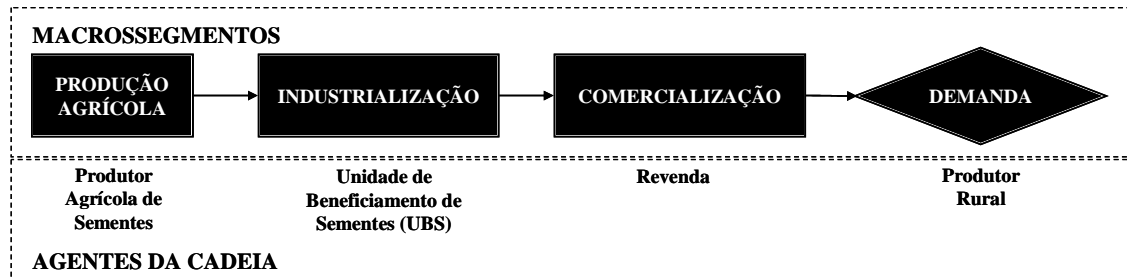 MACROSSEGMENTOS
PRODUÇÃO
AGRÍCOLA
INDUSTRIALIZAÇÃO
COMERCIALIZAÇÃO
DEMANDA
Produtor
Agrícola de
Sementes
Unidade de
Beneficiamento de
Sementes (UBS)
Revenda
Produtor
Rural
AGENTES DA CADEIA